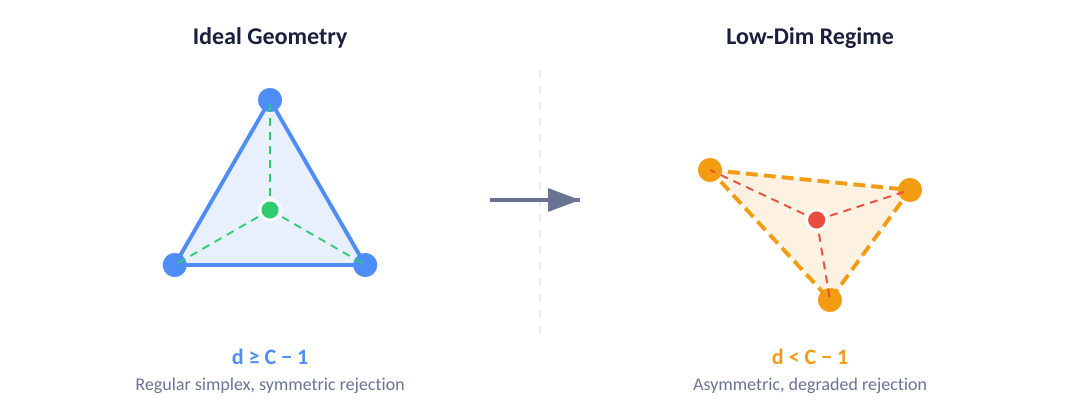 Ideal Geometry
Low-Dim Regime
d ≥ C − 1
d < C − 1
Regular simplex, symmetric rejection
Asymmetric, degraded rejection